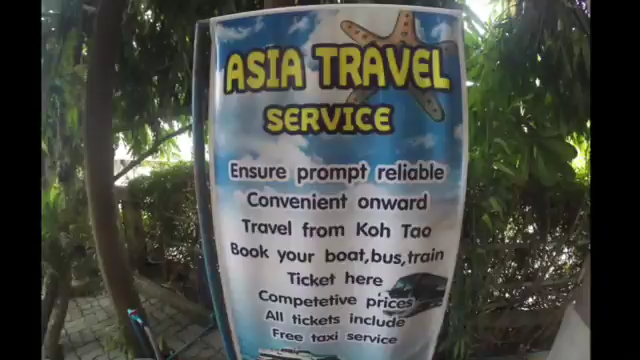 ASIA TRAVEL
SERVICE
Ensure prompt reliable
Convenient onward
Travel from Koh Tao
Book your boat,bus,train
Ticket here
Competetive prices
All tickets include
Free taxi service